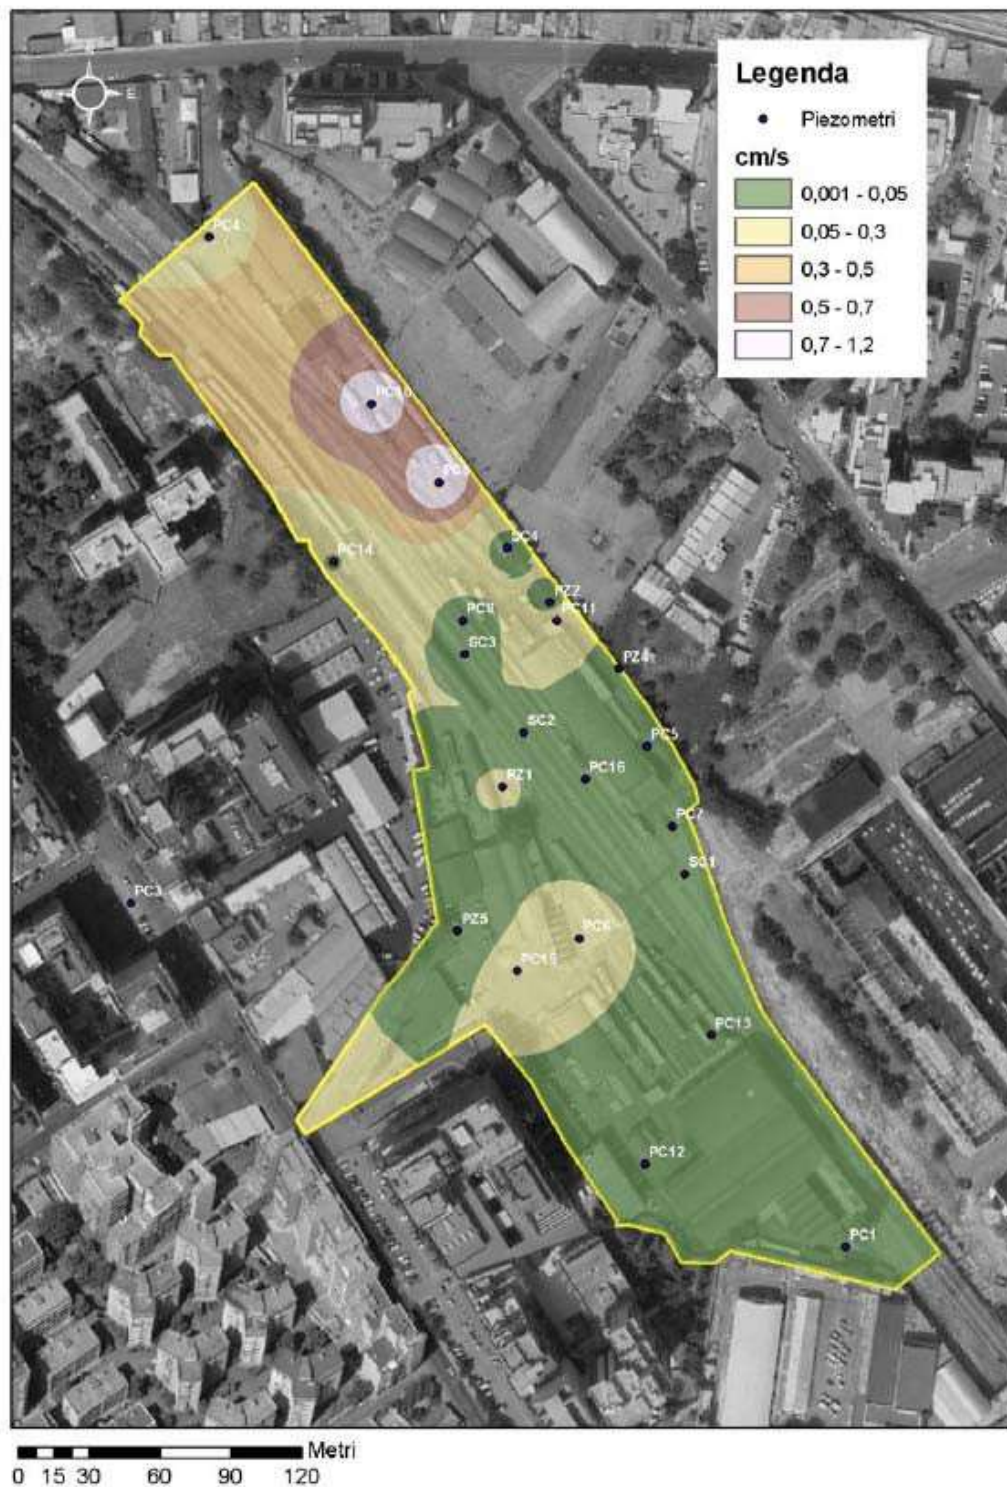 Legenda
Piezometri
cm/s
0,001 - 0,05
0,05 - 0,3
0,3 - 0,5
0,5 - 0,7
0,7 - 1,2
E
PC4
PC10
SC4
PC14
PZ2
PC11
SC3
PZ4
SC2
PC5
PC16
PZ1
PC7
SC1
PC3
PZ5
PC6
PC15
PC13
PC12
PC1
Metri
0 15 30 60 90 120